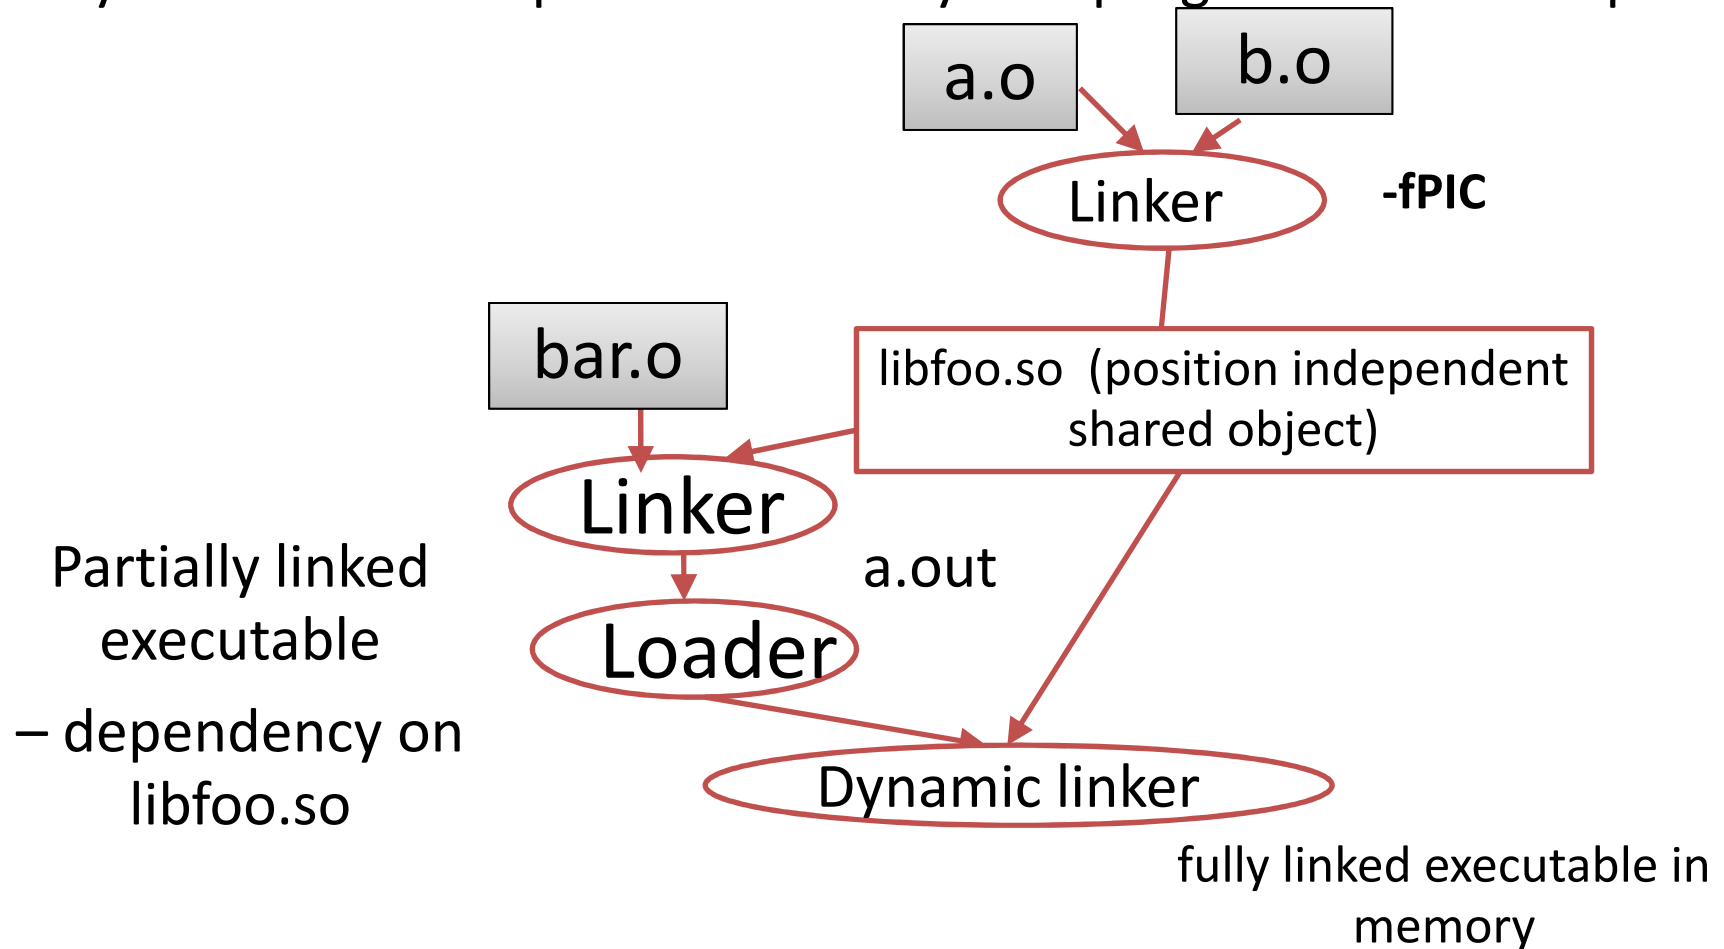 a.o
b.o
Linker
-fPIC
bar.o
libfoo.so (position independent
shared object)
Linker
Partially linked
executable
a.out
Loader
– dependency on
libfoo.so
Dynamic linker
fully linked executable in
memory